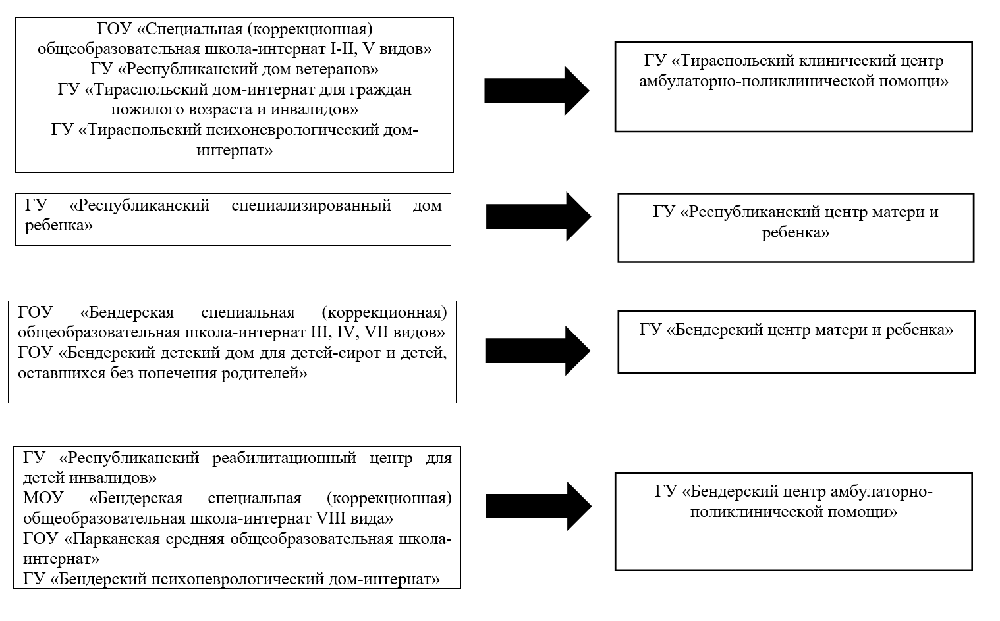 ГОУ «Специальная (коррекционная)
общеобразовательная школа-интернат I-II, V видов»
ГУ «Республиканский дом ветеранов»
ГУ «Тираспольский дом-интернат для граждан
пожилого возраста и инвалидов»
ГУ «Тираспольский психоневрологический дом-
интернат»
ГУ «Тираспольский клинический центр
амбулаторно-поликлинической помощи»
ГУ «Республиканский специализированный дом
ребенка»
ГУ «Республиканский центр матери и
ребенка»
ГОУ «Бендерская специальная (коррекционная)
общеобразовательная школа-интернат III, IV, VII видов»
ГОУ «Бендерский детский дом для детей-сирот и детей,
оставшихся без попечения родителей»
ГУ «Бендерский центр матери и ребенка»
ГУ «Республиканский реабилитационный центр для
детей инвалидов»
МОУ «Бендерская специальная (коррекционная)
общеобразовательная школа-интернат VIII вида»
ГОУ «Парканская средняя общеобразовательная школа-
интернат»
ГУ «Бендерский психоневрологический дом-интернат»
ГУ «Бендерский центр амбулаторно-
поликлинической помощи»